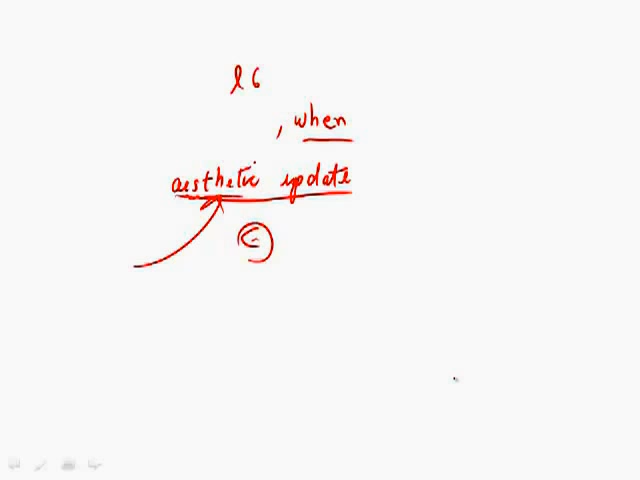 l6
, when
aesthetic update
C